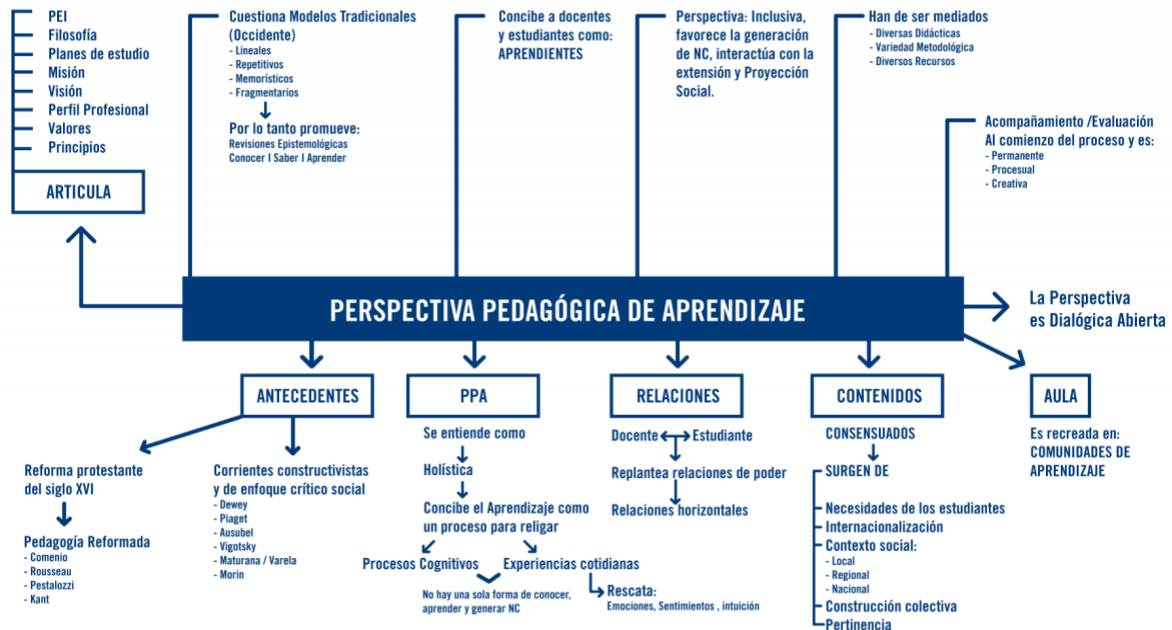 PEI
Filosofía
Planes de estudio
Misión
Visión
Perfil Profesional
Valores
Principios
ARTICULA
Cuestiona Modelos Tradicionales
(Occidente)
- Lineales
- Repetitivos
- Memorísticos
- Fragmentarios
Por lo tanto promueve:
Revisiones Epistemológicas
Conocer I Saber I Aprender
Concibe a docentes
y estudiantes como:
APRENDIENTES
Perspectiva: Inclusiva,
favorece la generación
de NC, interactúa con la
extensión y Proyección
Social.
Han de ser mediados
- Diversas Didácticas
- Variedad Metodológica
- Diversos Recursos
Acompañamiento /Evaluación
Al comienzo del proceso y es:
- Permanente
- Procesual
- Creativa
PERSPECTIVA PEDAGÓGICA DE APRENDIZAJE
La Perspectiva
es Dialógica Abierta
ANTECEDENTES
Reforma protestante
del siglo XVI
Pedagogía Reformada
- Comenio
- Rousseau
- Pestalozzi
- Kant
Corrientes constructivistas
y de enfoque crítico social
- Dewey
- Piaget
- Ausubel
- Vigotsky
- Maturana / Varela
- Morin
PPA
Se entiende como
Holística
Concibe el Aprendizaje como
un proceso para religar
Procesos Cognitivos
Experiencias cotidianas
No hay una sola forma de conocer,
aprender y generar NC
Rescata:
Emociones, Sentimientos , intuición
RELACIONES
Docente
Estudiante
Replantea relaciones de poder
Relaciones horizontales
CONTENIDOS
CONSENSUADOS
SURGEN DE
Necesidades de los estudiantes
Internacionalización
Contexto social:
- Local
- Regional
- Nacional
Construcción colectiva
Pertinencia
AULA
Es recreada en:
COMUNIDADES DE
APRENDIZAJE